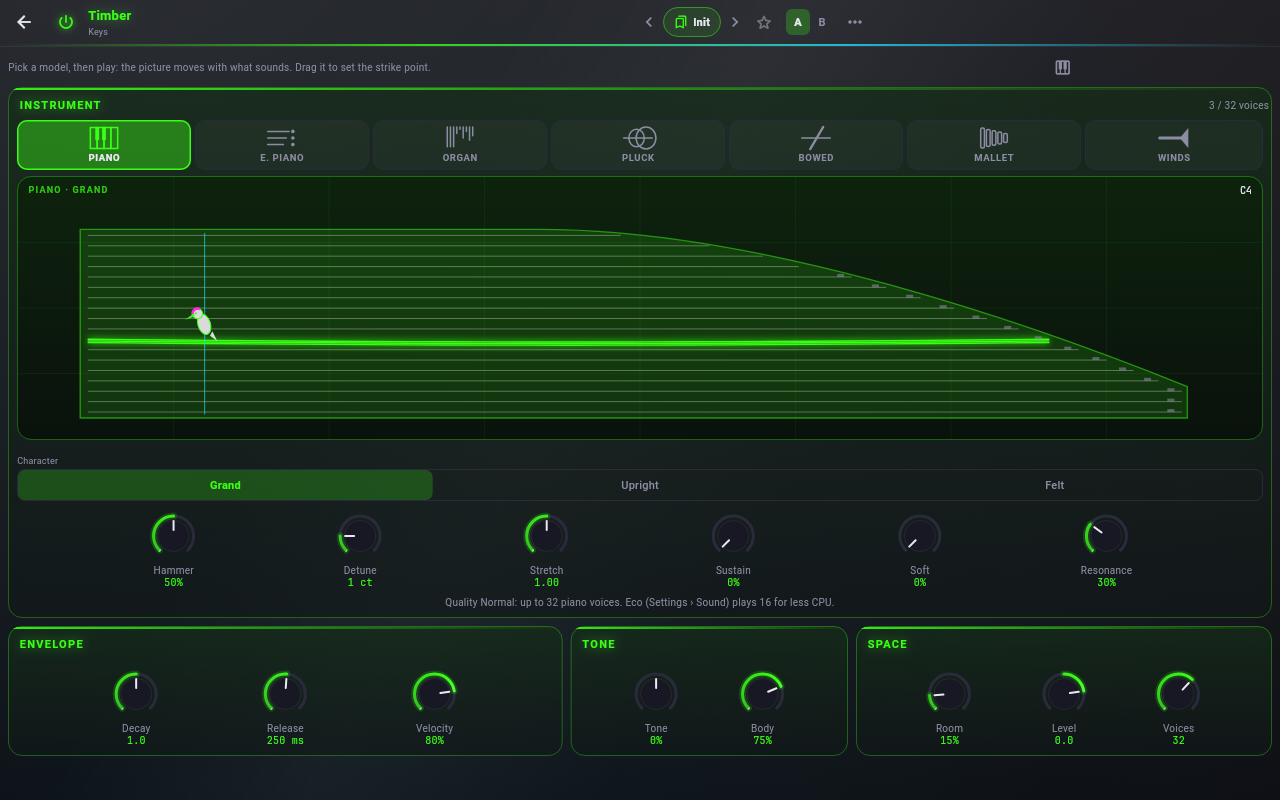 Timber
Keys
Init
A
B
Pick a model, then play: the picture moves with what sounds. Drag it to set the strike point.
INSTRUMENT
3 / 32 voices
PIANO
E. PIANO
ORGAN
PLUCK
BOWED
MALLET
WINDS
PIANO · GRAND
C4
Character
Grand
Upright
Felt
Hammer
50%
Detune
1 ct
Stretch
1.00
Sustain
0%
Soft
0%
Resonance
30%
Quality Normal: up to 32 piano voices. Eco (Settings › Sound) plays 16 for less CPU.
ENVELOPE
Decay
1.0
Release
250 ms
Velocity
80%
TONE
Tone
0%
Body
75%
SPACE
Room
15%
Level
0.0
Voices
32